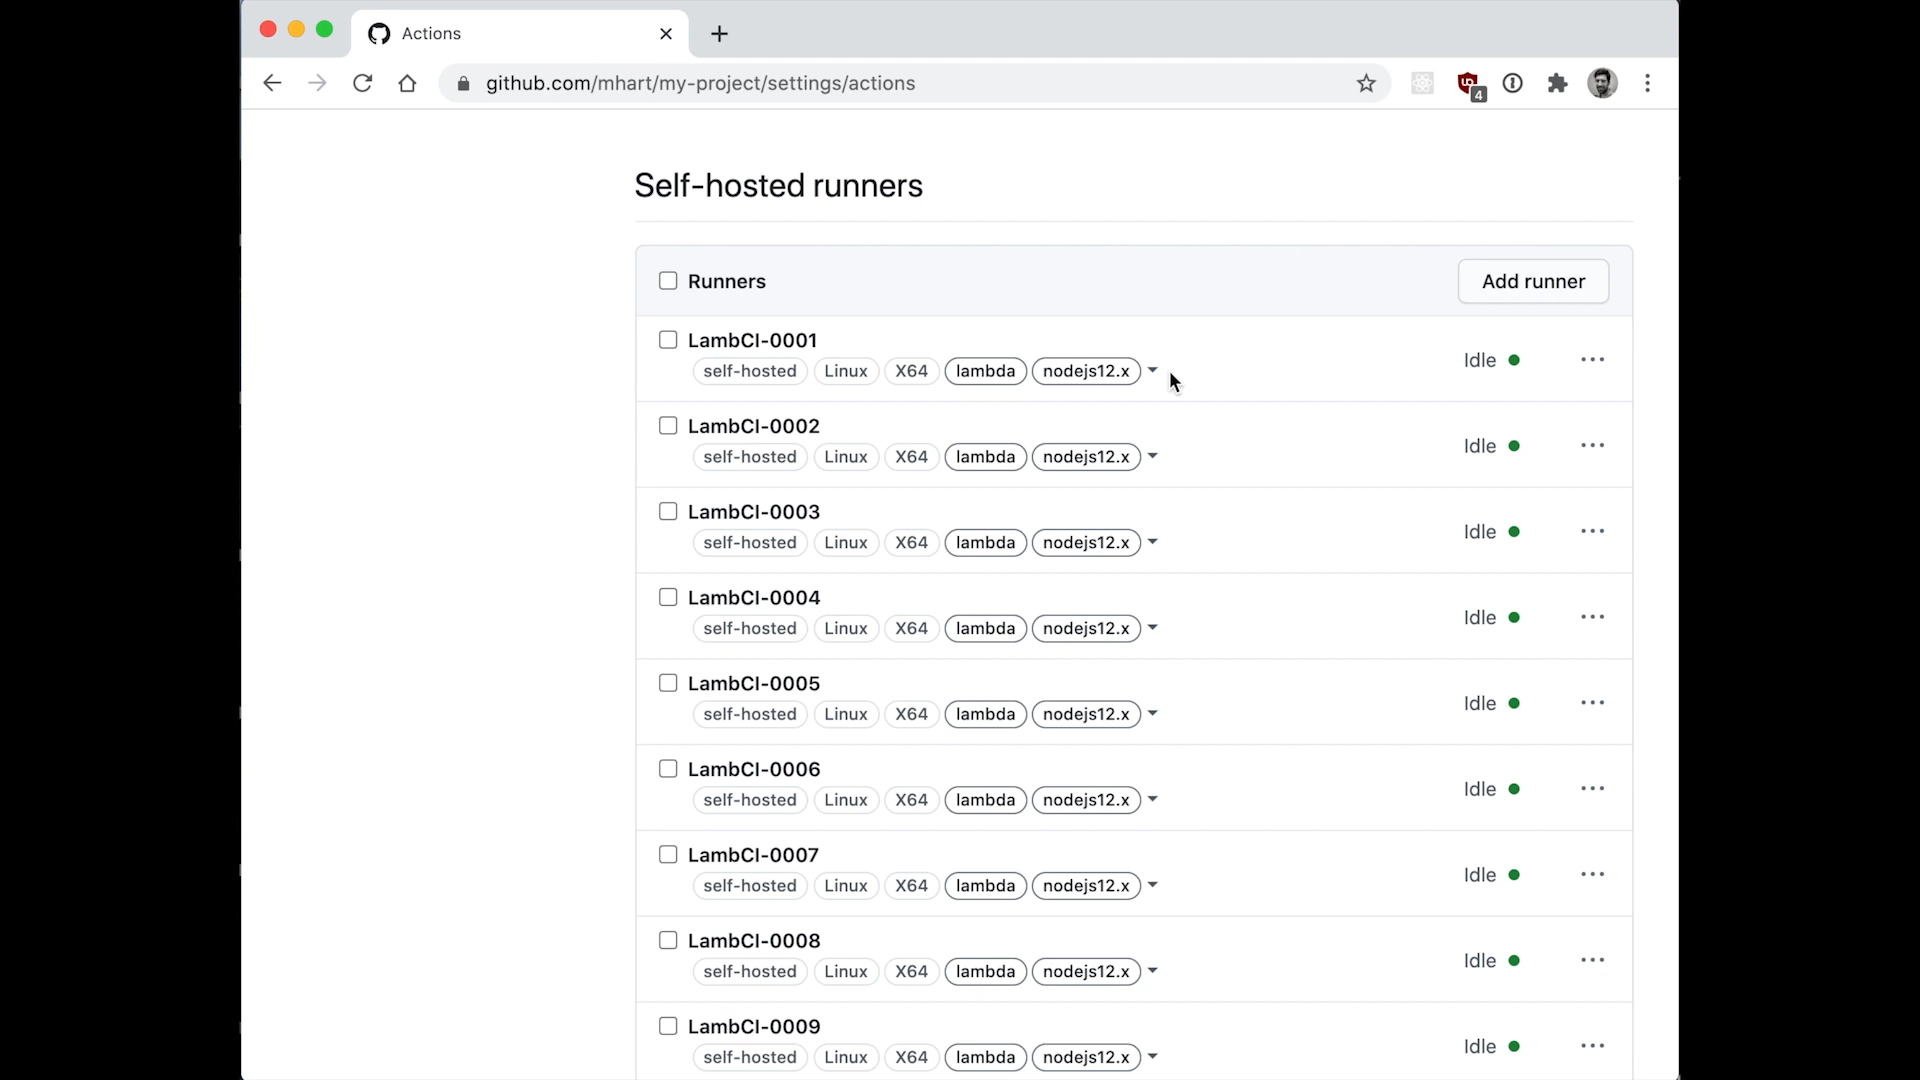 Actions
github.com/mhart/my-project/settings/actions
4
Self-hosted runners
Runners
Add runner
LambCI-0001
self-hosted Linux X64 lambda nodejs12.x
Idle
LambCI-0002
self-hosted Linux X64 lambda nodejs12.x
Idle
LambCI-0003
self-hosted Linux X64 lambda nodejs12.x
Idle
LambCI-0004
self-hosted Linux X64 lambda nodejs12.x
Idle
LambCI-0005
self-hosted Linux X64 lambda nodejs12.x
Idle
LambCI-0006
self-hosted Linux X64 lambda nodejs12.x
Idle
LambCI-0007
self-hosted Linux X64 lambda nodejs12.x
Idle
LambCI-0008
self-hosted Linux X64 lambda nodejs12.x
Idle
LambCI-0009
self-hosted Linux X64 lambda nodejs12.x
Idle